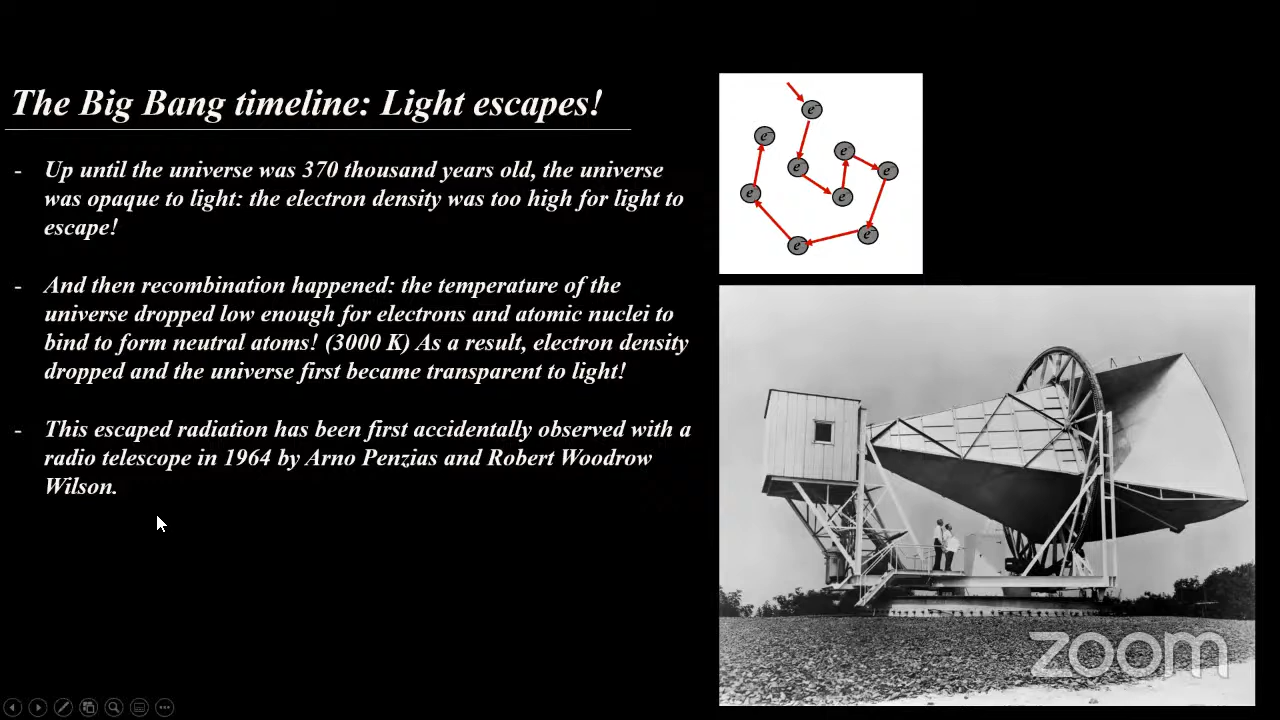 The Big Bang timeline: Light escapes!
- Up until the universe was 370 thousand years old, the universe
was opaque to light: the electron density was too high for light to
escape!
- And then recombination happened: the temperature of the
universe dropped low enough for electrons and atomic nuclei to
bind to form neutral atoms! (3000 K) As a result, electron density
dropped and the universe first became transparent to light!
- This escaped radiation has been first accidentally observed with a
radio telescope in 1964 by Arno Penzias and Robert Woodrow
Wilson.
e⁻
e⁻
e⁻
e⁻
e⁻
e⁻
e⁻
e⁻
e⁻
zoom